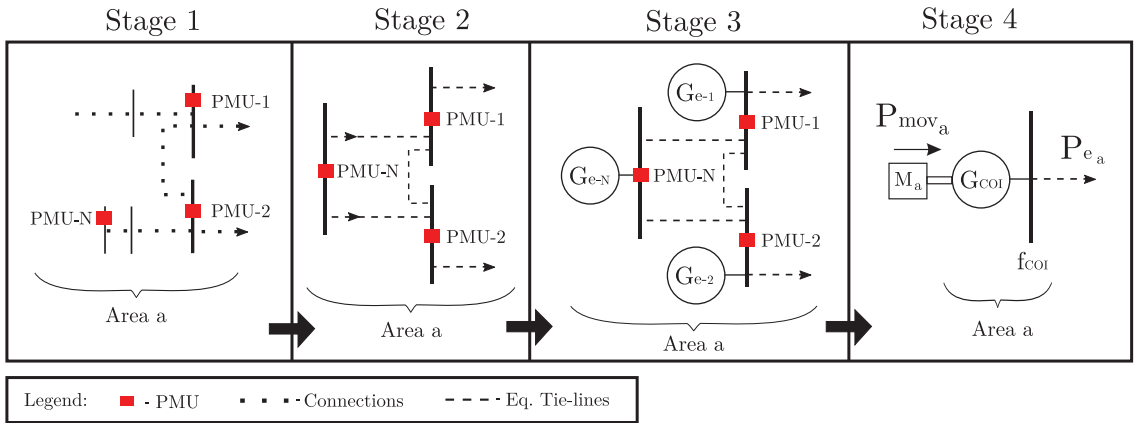 Stage 1
Stage 2
Stage 3
Stage 4
PMU-1
PMU-2
PMU-N
Area a
PMU-1
PMU-N
PMU-2
Area a
Ge-1
PMU-1
Ge-N
PMU-N
PMU-2
Ge-2
Area a
Pmova
Ma
GCOI
Pea
fCOI
Area a
Legend: - PMU Connections Eq. Tie-lines